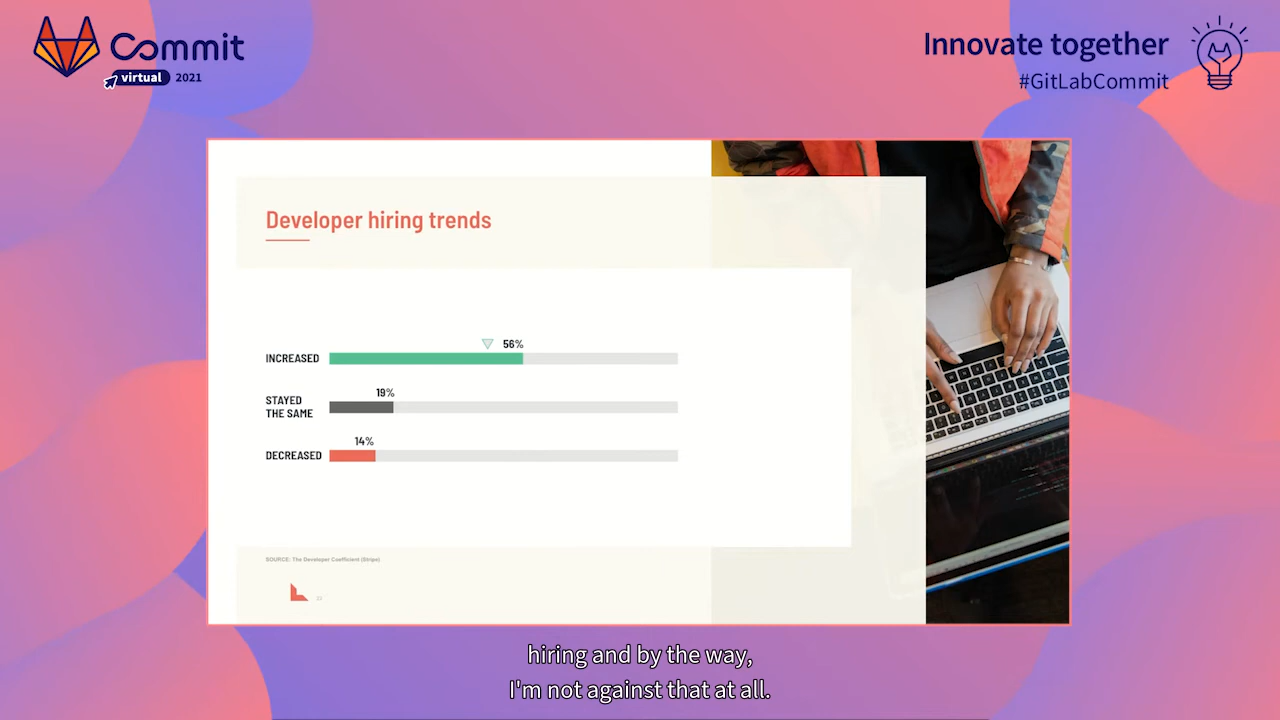 Commit
virtual 2021
Innovate together
#GitLabCommit
Developer hiring trends
56%
INCREASED
19%
STAYED
THE SAME
14%
DECREASED
SOURCE: The Developer Coefficient (Stripe)
hiring and by the way,
I'm not against that at all.